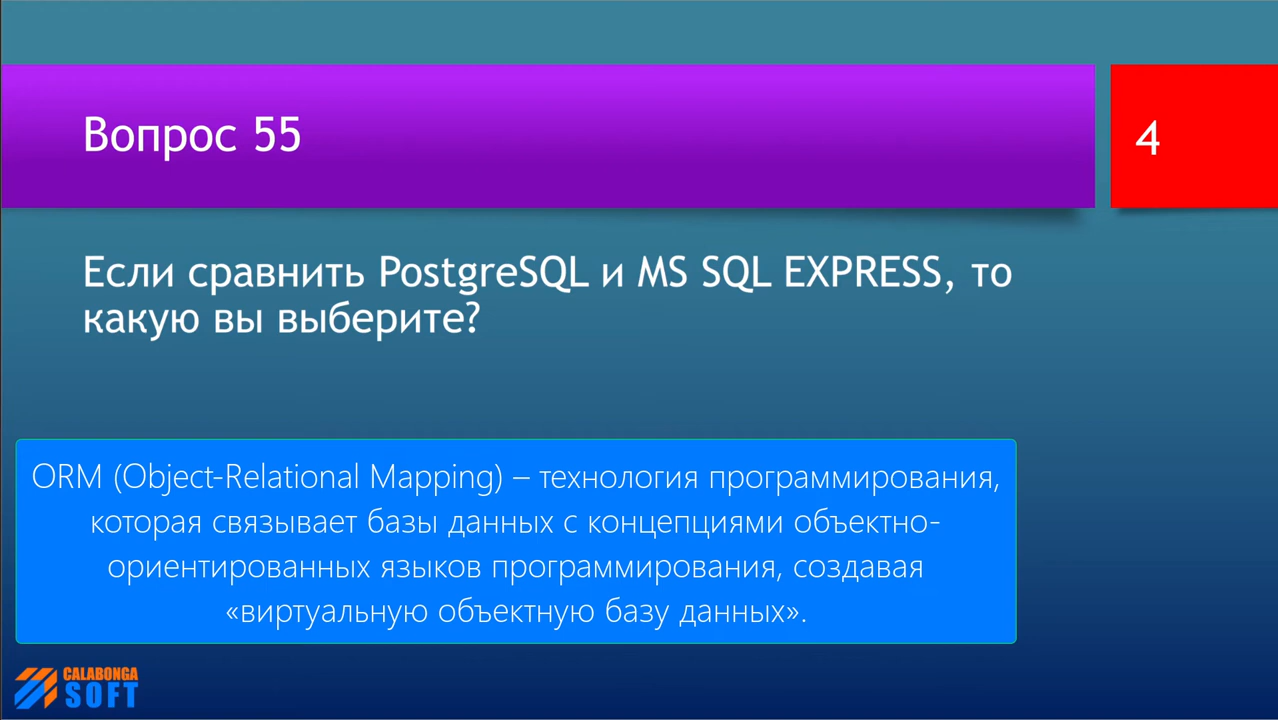 Вопрос 55
4
Если сравнить PostgreSQL и MS SQL EXPRESS, то
какую вы выберите?
ORM (Object-Relational Mapping) – технология программирования,
которая связывает базы данных с концепциями объектно-
ориентированных языков программирования, создавая
«виртуальную объектную базу данных».
CALABONGA
SOFT